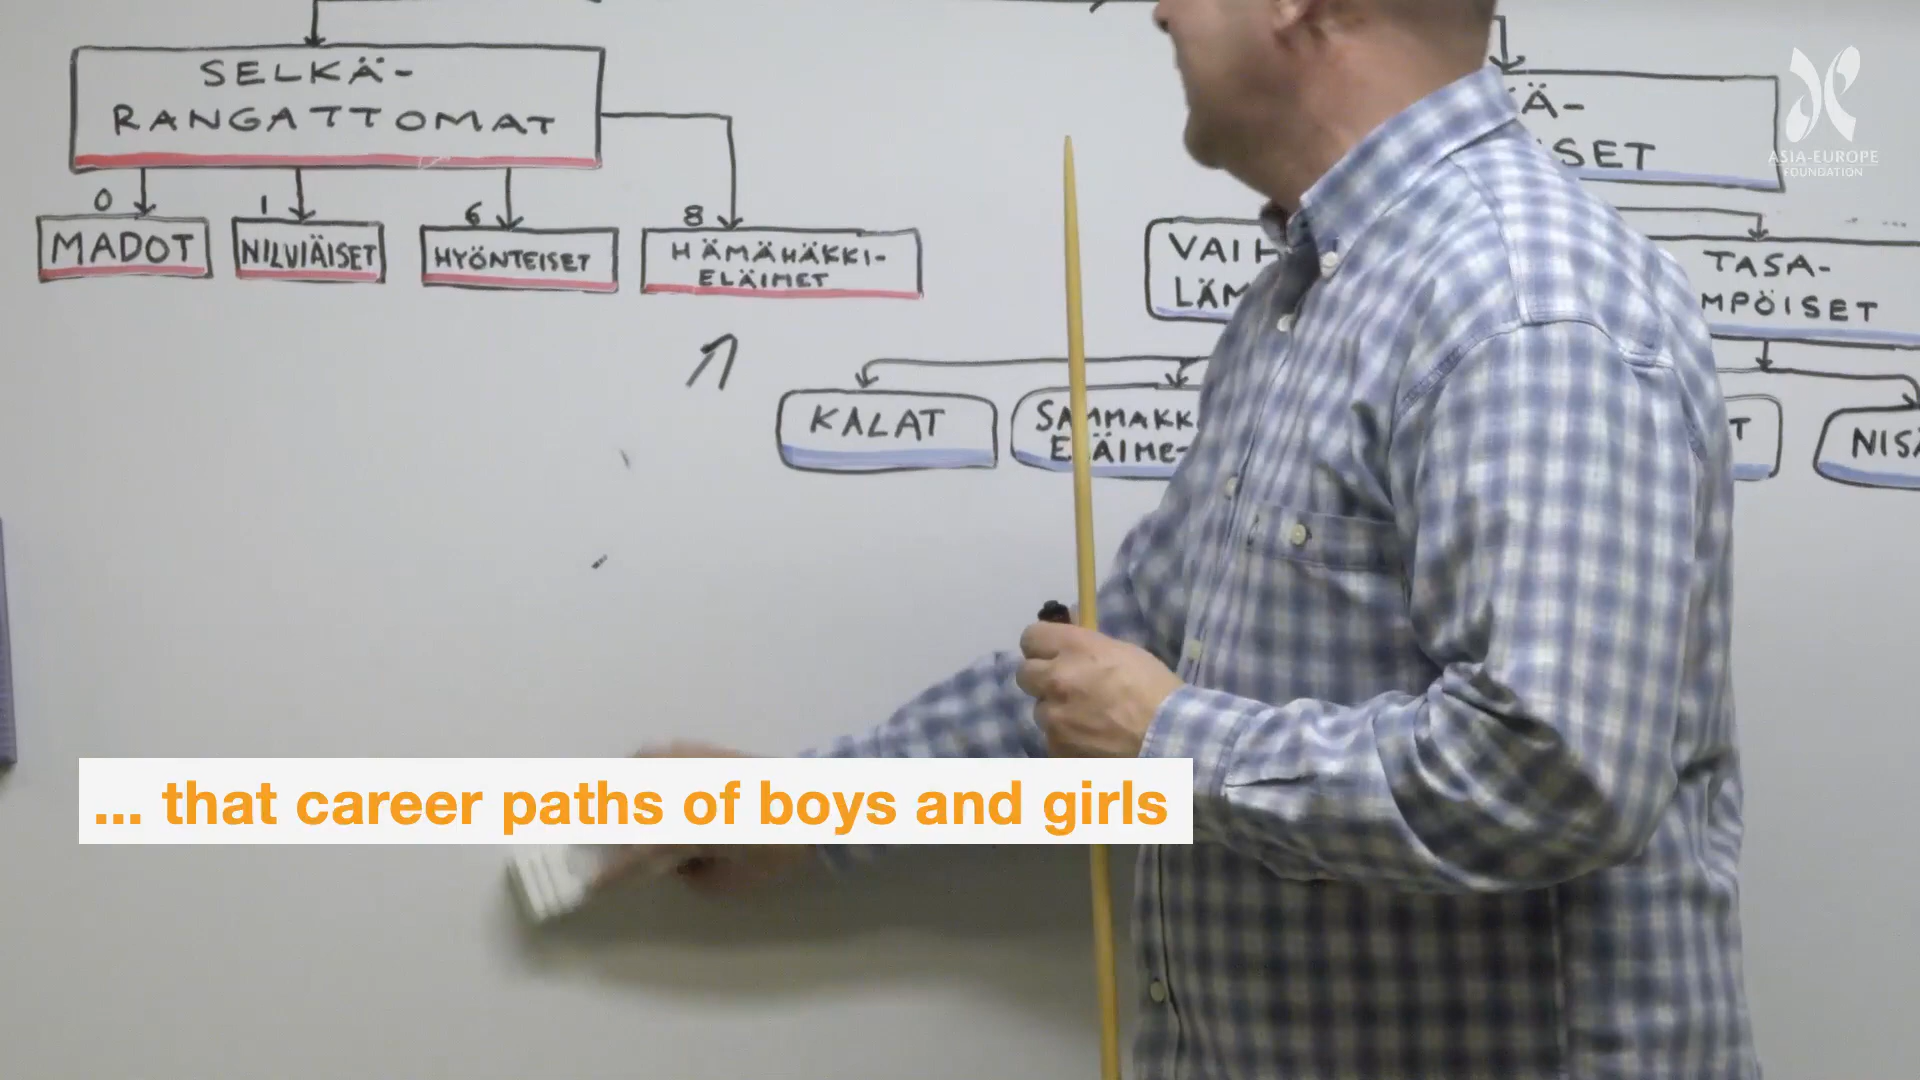 SELKÄ-
RANGATTOMAT
0
1
6
8
MADOT
NILVIÄISET
HYÖNTEISET
HÄMÄHÄKKI-
ELÄIMET
TASA-
KALAT
ASIA-EUROPE
FOUNDATION
... that career paths of boys and girls